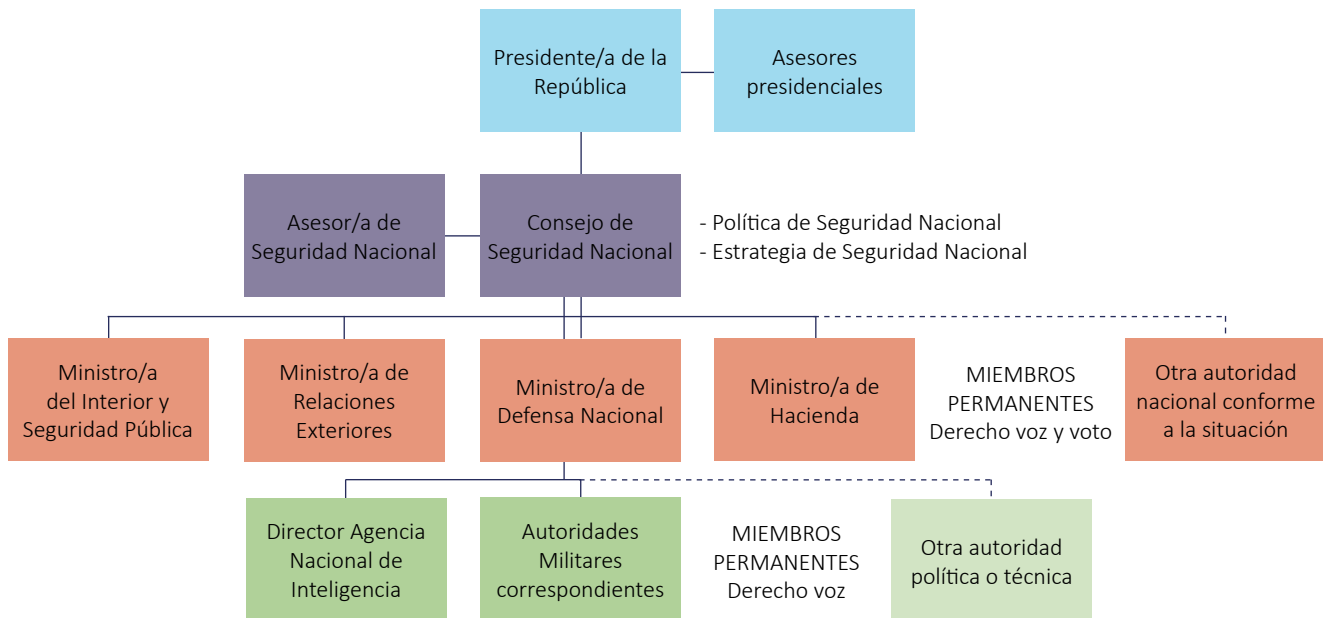 Presidente/a de la
República
Asesores
presidenciales
Asesor/a de
Seguridad Nacional
Consejo de
Seguridad Nacional
- Política de Seguridad Nacional
- Estrategia de Seguridad Nacional
Ministro/a
del Interior y
Seguridad Pública
Ministro/a de
Relaciones
Exteriores
Ministro/a de
Defensa Nacional
Ministro/a de
Hacienda
MIEMBROS
PERMANENTES
Derecho voz y voto
Otra autoridad
nacional conforme
a la situación
Director Agencia
Nacional de
Inteligencia
Autoridades
Militares
correspondientes
MIEMBROS
PERMANENTES
Derecho voz
Otra autoridad
política o técnica